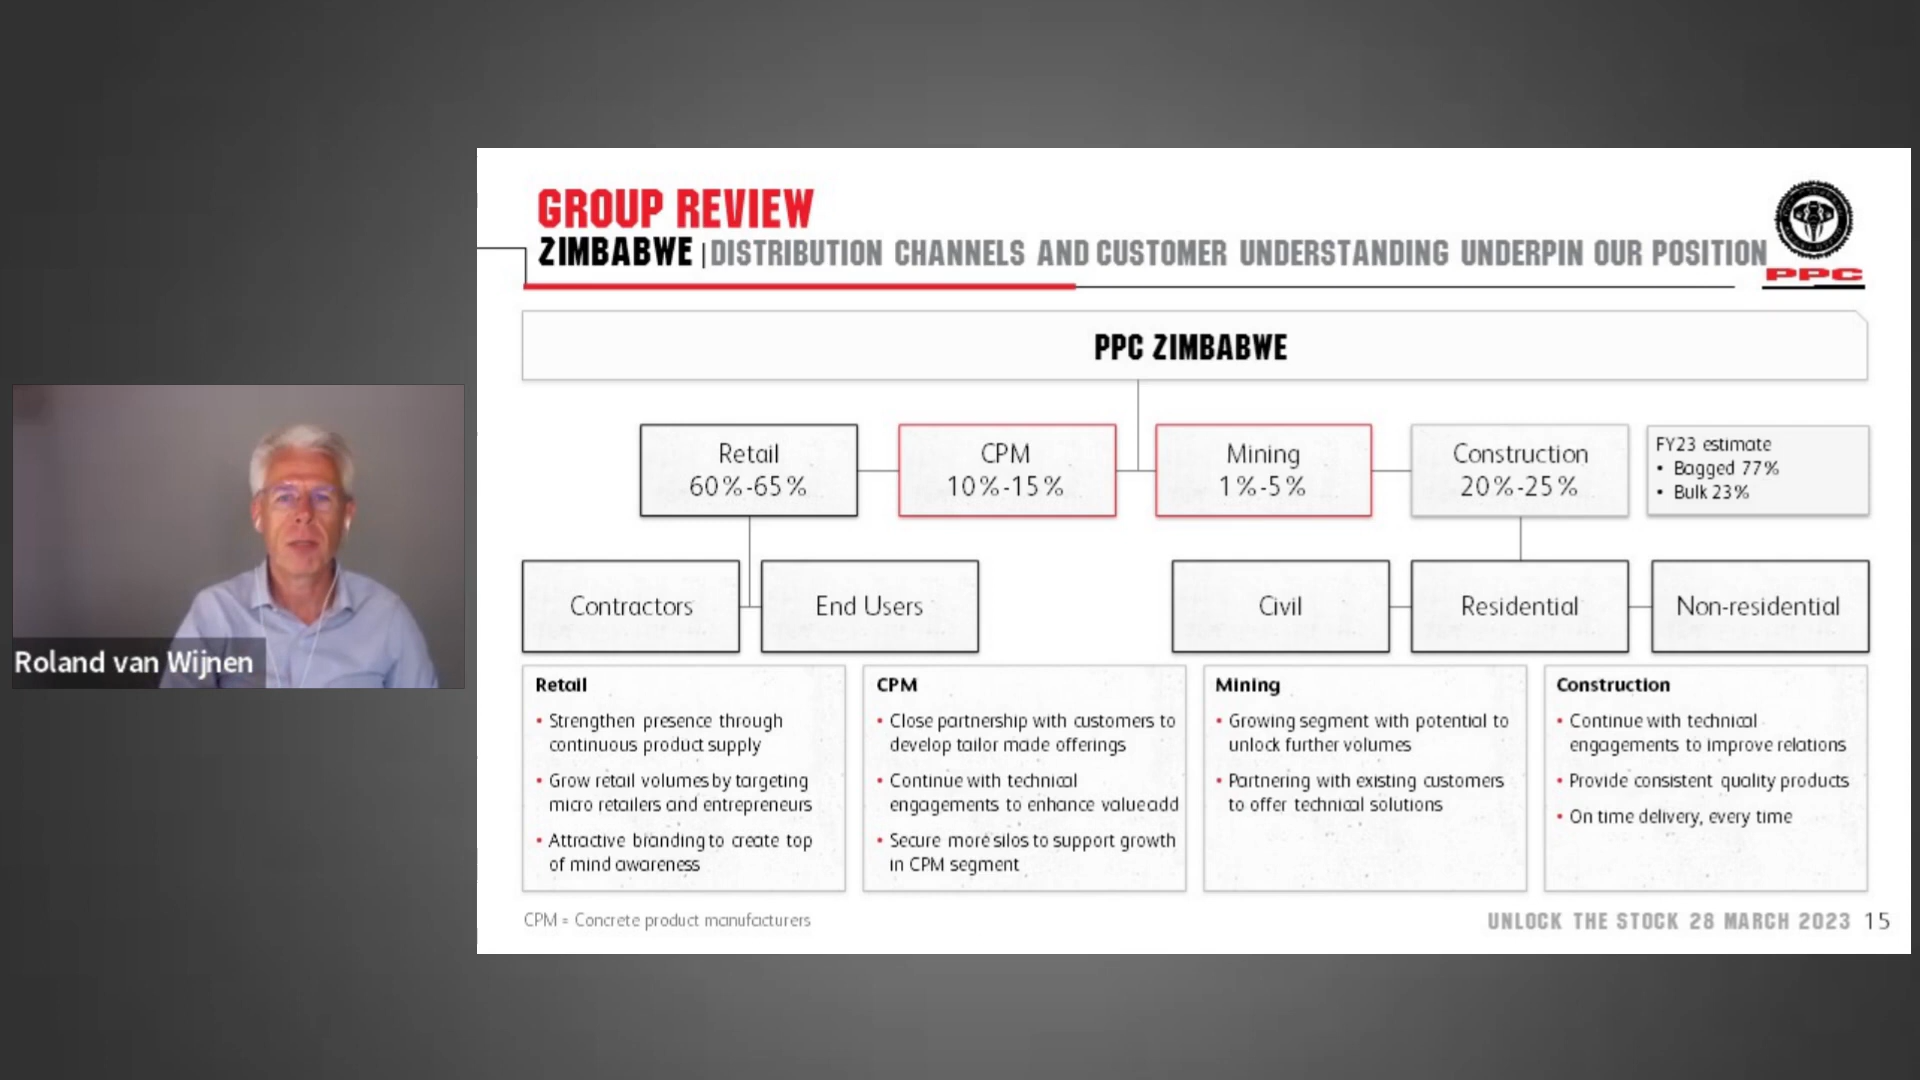 GROUP REVIEW
ZIMBABWE | DISTRIBUTION CHANNELS AND CUSTOMER UNDERSTANDING UNDERPIN OUR POSITION
PPC
PPC ZIMBABWE
Retail
60%-65%
CPM
10%-15%
Mining
1%-5%
Construction
20%-25%
FY23 estimate
• Bagged 77%
• Bulk 23%
Contractors
End Users
Civil
Residential
Non-residential
Retail
• Strengthen presence through
continuous product supply
• Grow retail volumes by targeting
micro retailers and entrepreneurs
• Attractive branding to create top
of mind awareness
CPM
• Close partnership with customers to
develop tailor made offerings
• Continue with technical
engagements to enhance value add
• Secure more silos to support growth
in CPM segment
Mining
• Growing segment with potential to
unlock further volumes
• Partnering with existing customers
to offer technical solutions
Construction
• Continue with technical
engagements to improve relations
• Provide consistent quality products
• On time delivery, every time
CPM = Concrete product manufacturers
UNLOCK THE STOCK 28 MARCH 2023 15
Roland van Wijnen